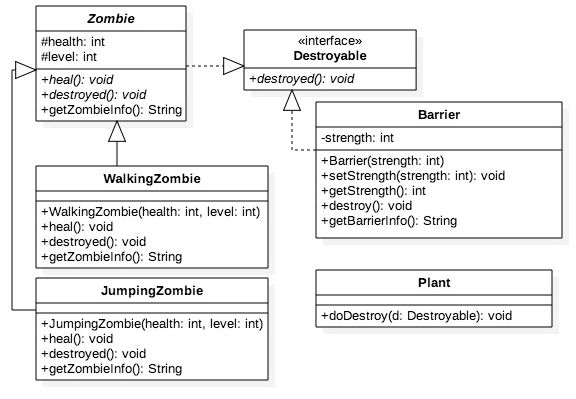 Zombie
#health: int
#level: int
+heal(): void
+destroyed(): void
+getZombieInfo(): String
«interface»
Destroyable
+destroyed(): void
Barrier
-strength: int
+Barrier(strength: int)
+setStrength(strength: int): void
+getStrength(): int
+destroy(): void
+getBarrierInfo(): String
WalkingZombie
+WalkingZombie(health: int, level: int)
+heal(): void
+destroyed(): void
+getZombieInfo(): String
JumpingZombie
+JumpingZombie(health: int, level: int)
+heal(): void
+destroyed(): void
+getZombieInfo(): String
Plant
+doDestroy(d: Destroyable): void